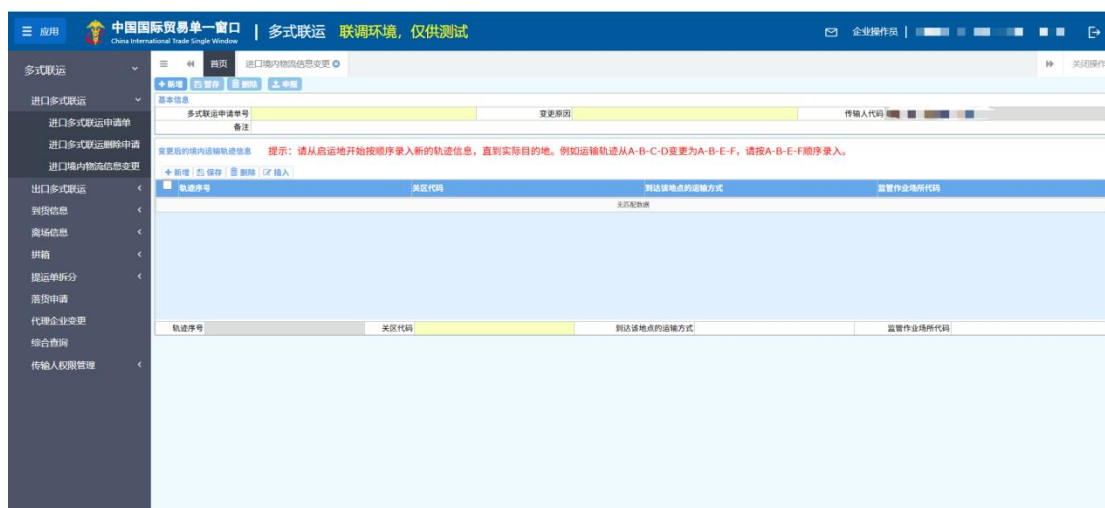 应用
中国国际贸易单一窗口
China International Trade Single Window
多式联运 联调环境，仅供测试
企业操作员
多式联运
进口多式联运
进口多式联运申请单
进口多式联运删除申请
进口境内物流信息变更
出口多式联运
到货信息
离场信息
拼箱
提运单拆分
落货申请
代理企业变更
综合查询
传输人权限管理
首页 进口境内物流信息变更 关闭操作
新增 暂存 删除 申报
基本信息
多式联运申请单号 变更原因 传输人代码
备注
变更后的境内运输轨迹信息 提示：请从启运地开始按顺序录入新的轨迹信息，直到实际目的地。例如运输轨迹从A-B-C-D变更为A-B-E-F，请按A-B-E-F顺序录入。
新增 保存 删除 插入
轨迹序号 关区代码 到达该地点的运输方式 监管作业场所代码
无匹配数据
轨迹序号 关区代码 到达该地点的运输方式 监管作业场所代码